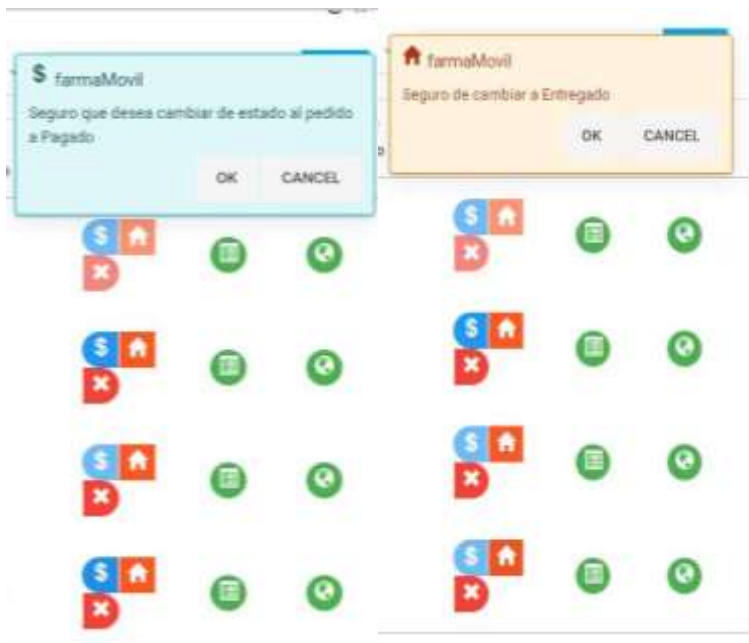 $ farmaMovil
Seguro que desea cambiar de estado al pedido
a Pagado
OK CANCEL
farmaMovil
Seguro de cambiar a Entregado
OK CANCEL
$
$
$
$
$
$
$
$